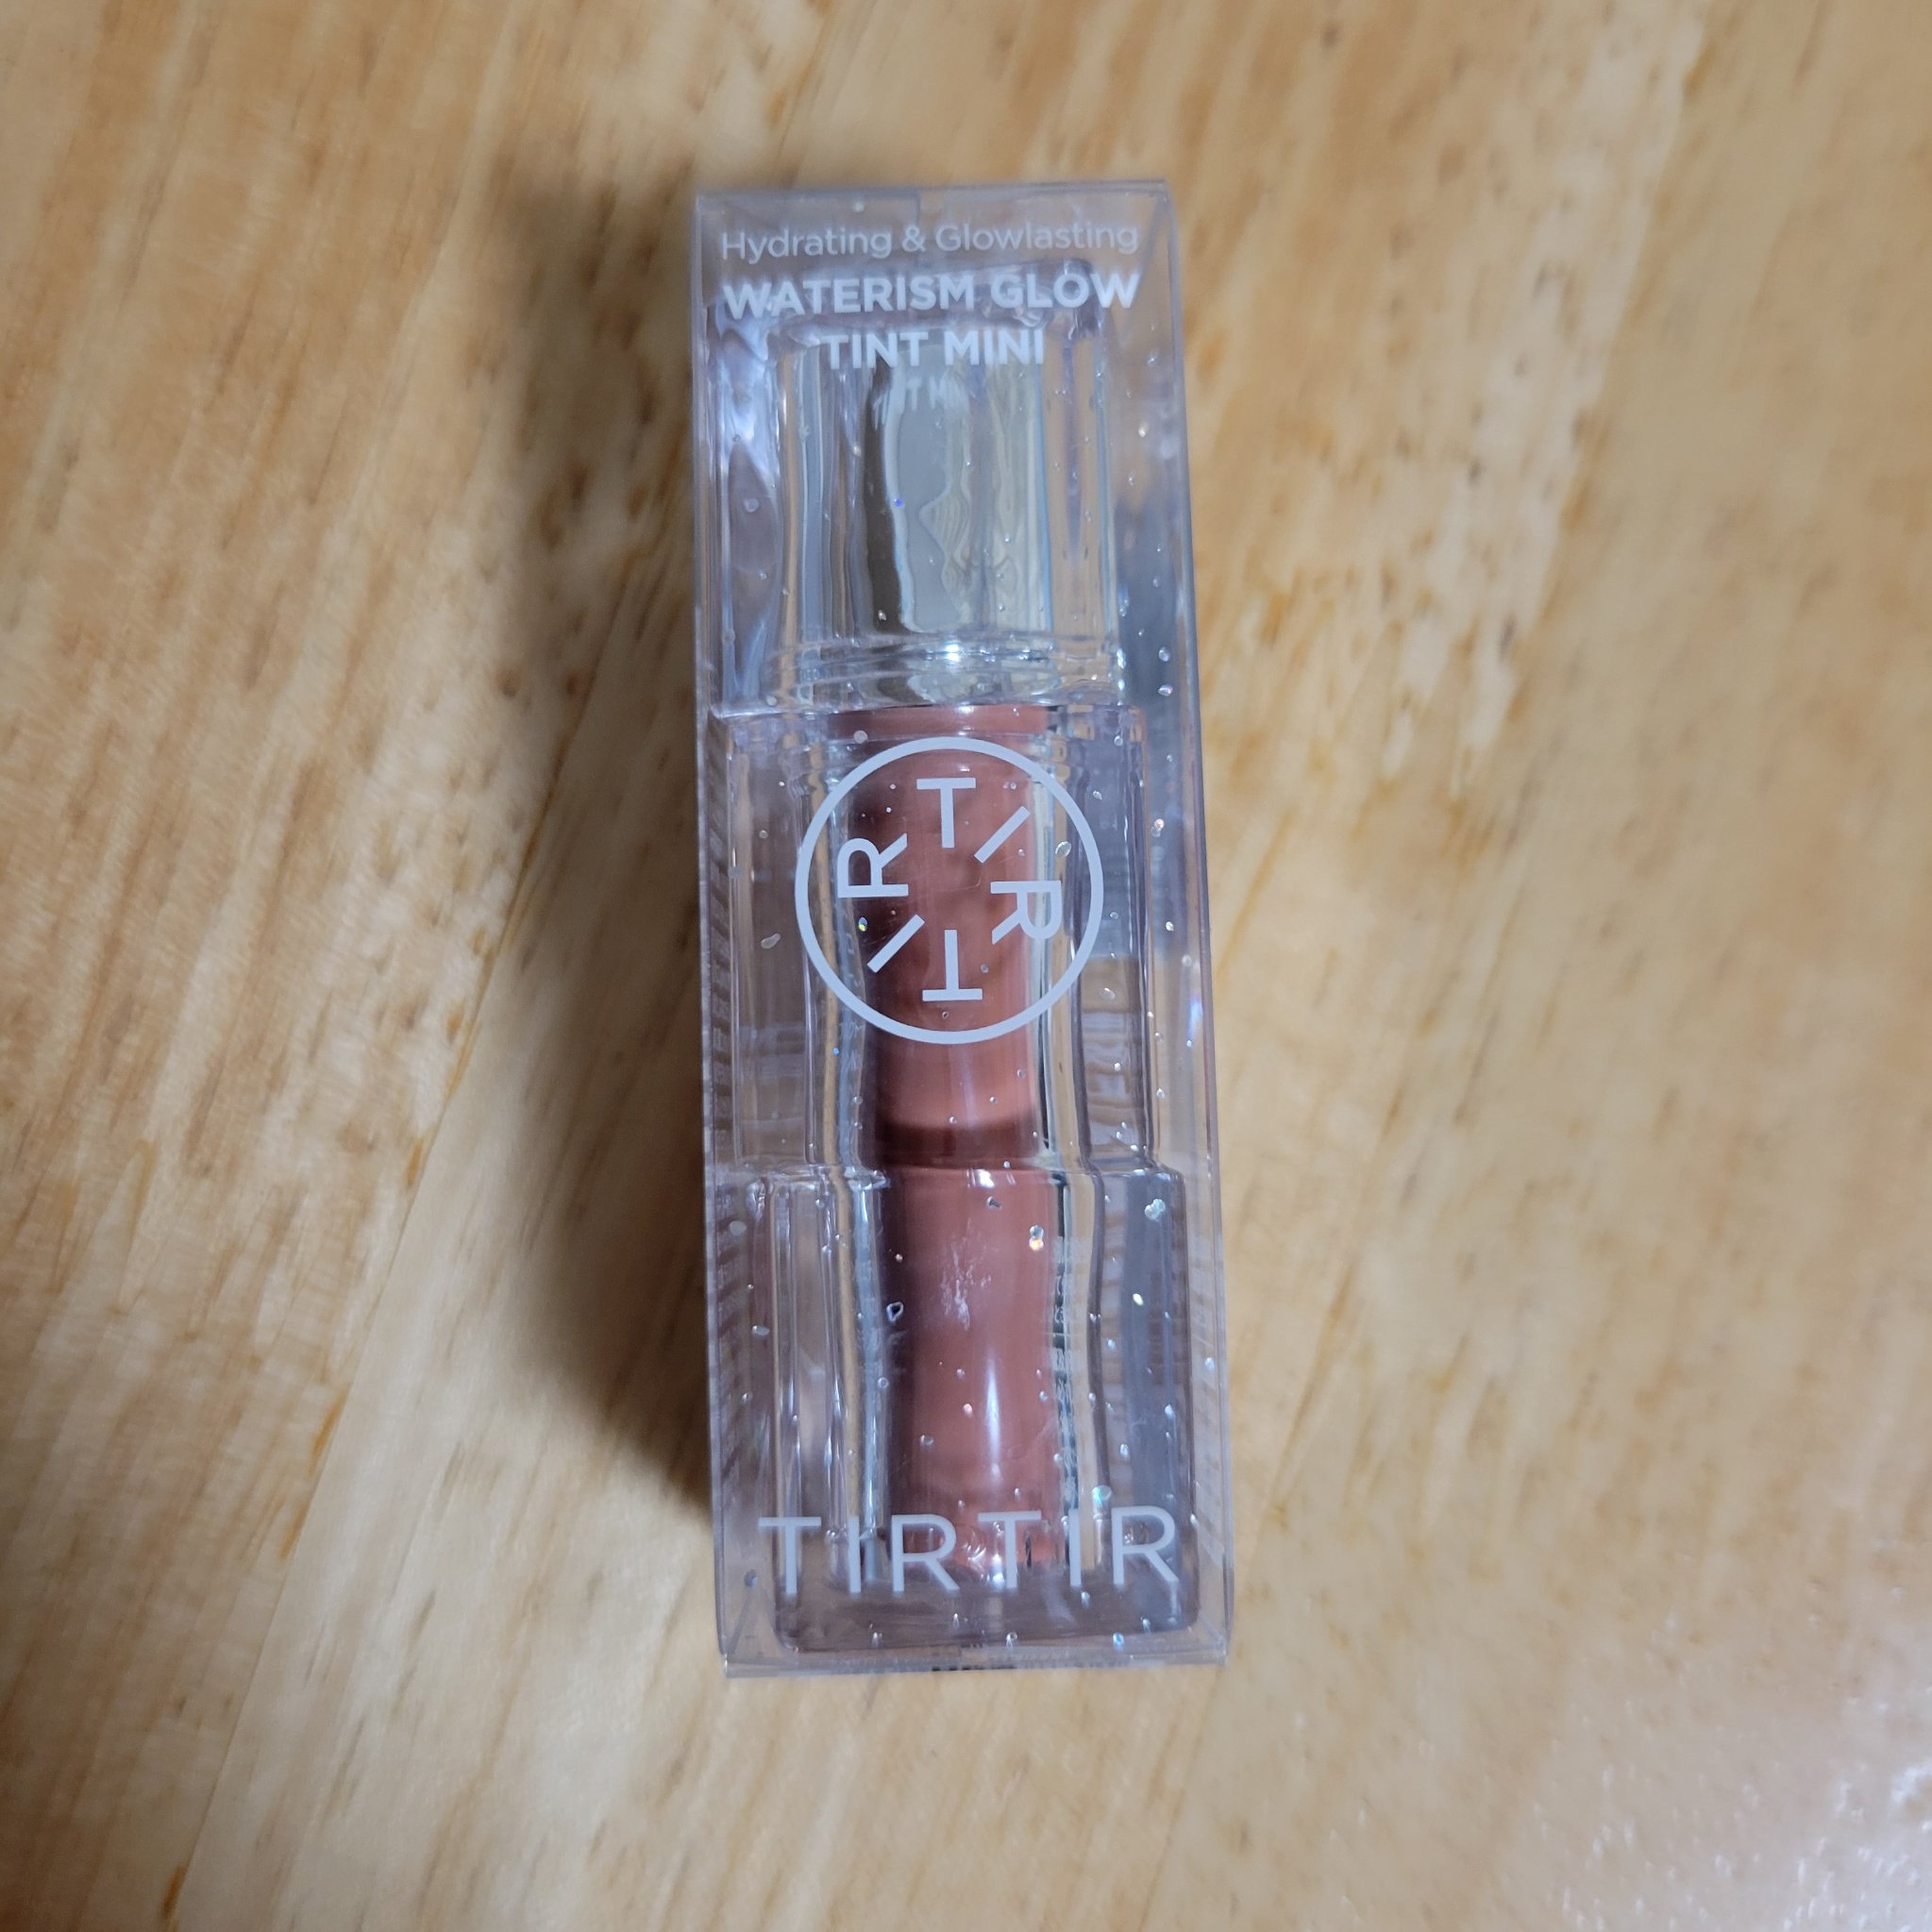 Hydrating & Glowlasting
WATERISM GLOW
TINT MINI
TIRTIR
TIRTIR